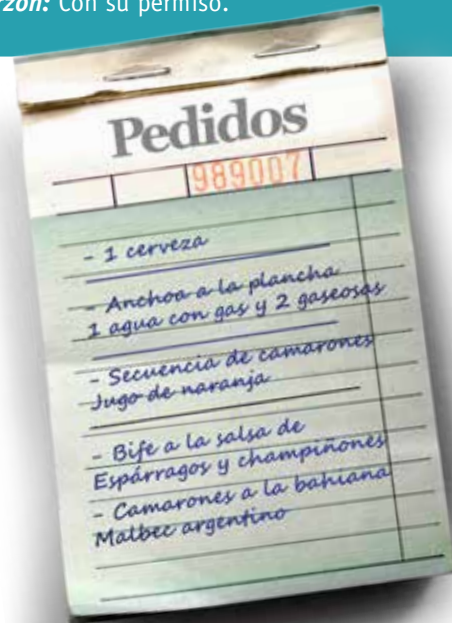 rzón: Con su permiso.
Pedidos
989007
- 1 cerveza
- Anchoa a la plancha
1 agua con gas y 2 gaseosas
- Secuencia de camarones
Jugo de naranja
- Bife a la salsa de
Espárragos y champiñones
- Camarones a la bahiana
Malbec argentino